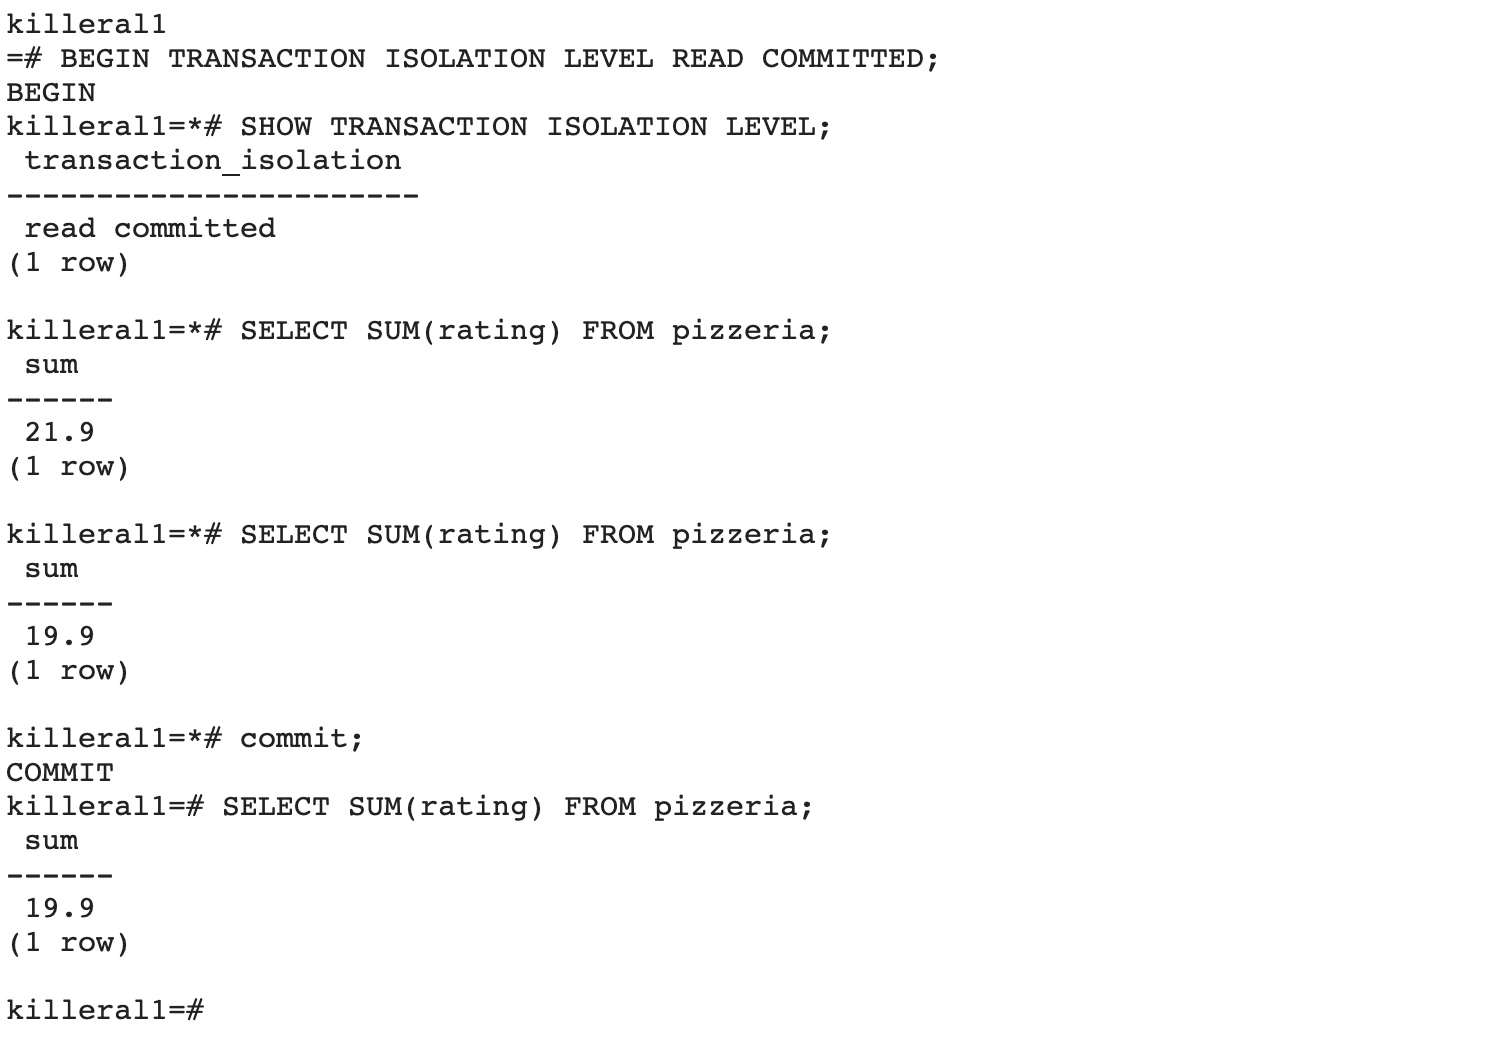 killeral1
=# BEGIN TRANSACTION ISOLATION LEVEL READ COMMITTED;
BEGIN
killeral1=*# SHOW TRANSACTION ISOLATION LEVEL;
 transaction_isolation
-----------------------
 read committed
(1 row)

killeral1=*# SELECT SUM(rating) FROM pizzeria;
 sum
------
 21.9
(1 row)

killeral1=*# SELECT SUM(rating) FROM pizzeria;
 sum
------
 19.9
(1 row)

killeral1=*# commit;
COMMIT
killeral1=# SELECT SUM(rating) FROM pizzeria;
 sum
------
 19.9
(1 row)

killeral1=#